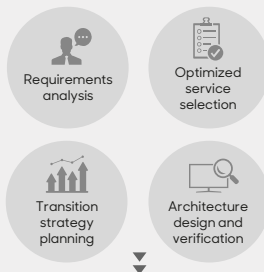 Requirements
analysis
Optimized
service
selection
Transition
strategy
planning
Architecture
design and
verification